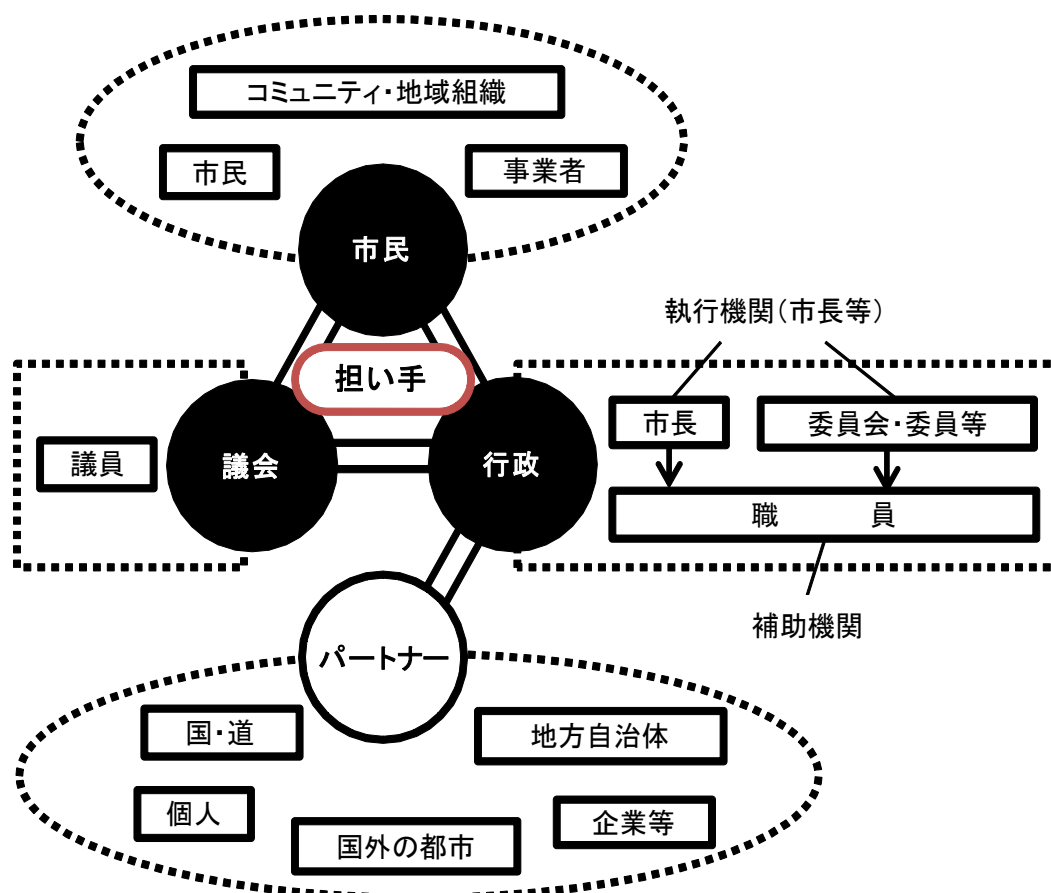 コミュニティ・地域組織
市民
事業者
市民
執行機関(市長等)
担い手
市長
委員会・委員等
議員
議会
行政
職　員
補助機関
パートナー
国・道
地方自治体
個人
企業等
国外の都市